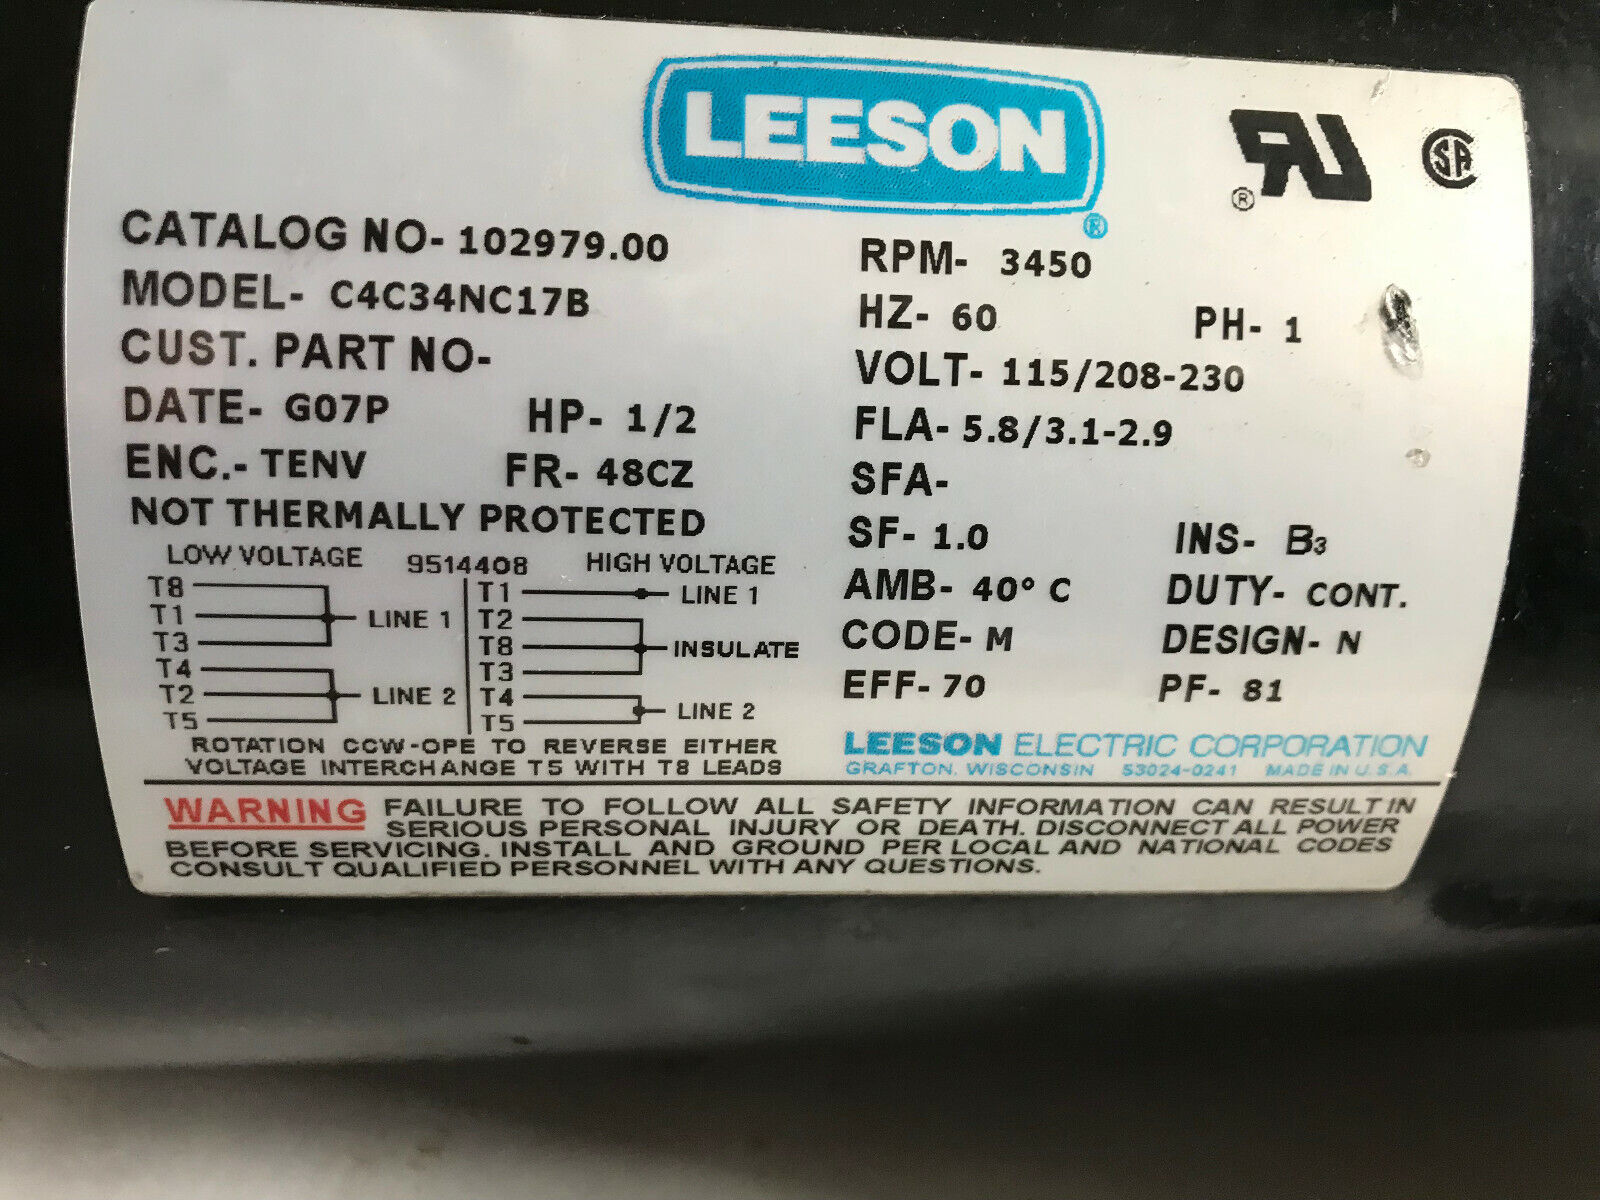 LEESON
®
UR
®
SA
CATALOG NO- 102979.00
MODEL- C4C34NC17B
CUST. PART NO-
DATE- G07P HP- 1/2
ENC.- TENV FR- 48CZ
NOT THERMALLY PROTECTED
RPM- 3450
HZ- 60 PH- 1
VOLT- 115/208-230
FLA- 5.8/3.1-2.9
SFA-
SF- 1.0 INS- B3
AMB- 40° C DUTY- CONT.
CODE- M DESIGN- N
EFF- 70 PF- 81
LOW VOLTAGE 9514408 HIGH VOLTAGE
T8
T1 LINE 1
T3
T4
T2 LINE 2
T5
T1 LINE 1
T2
T8 INSULATE
T3
T4 LINE 2
T5
ROTATION CCW-OPE TO REVERSE EITHER
VOLTAGE INTERCHANGE T5 WITH T8 LEADS
LEESON ELECTRIC CORPORATION
GRAFTON, WISCONSIN 53024-0241 MADE IN U.S.A.
WARNING FAILURE TO FOLLOW ALL SAFETY INFORMATION CAN RESULT IN
SERIOUS PERSONAL INJURY OR DEATH. DISCONNECT ALL POWER
BEFORE SERVICING. INSTALL AND GROUND PER LOCAL AND NATIONAL CODES
CONSULT QUALIFIED PERSONNEL WITH ANY QUESTIONS.